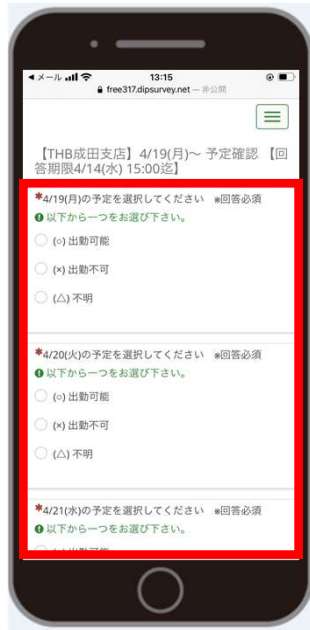 メール
13:15
free317.dipsurvey.net — 非公開
【THB成田支店】4/19(月)～ 予定確認 【回
答期限4/14(水) 15:00迄】
*4/19(月)の予定を選択してください ※回答必須
以下から一つをお選び下さい。
(○) 出勤可能
(×) 出勤不可
(△) 不明
*4/20(火)の予定を選択してください ※回答必須
以下から一つをお選び下さい。
(○) 出勤可能
(×) 出勤不可
(△) 不明
*4/21(水)の予定を選択してください ※回答必須
以下から一つをお選び下さい。